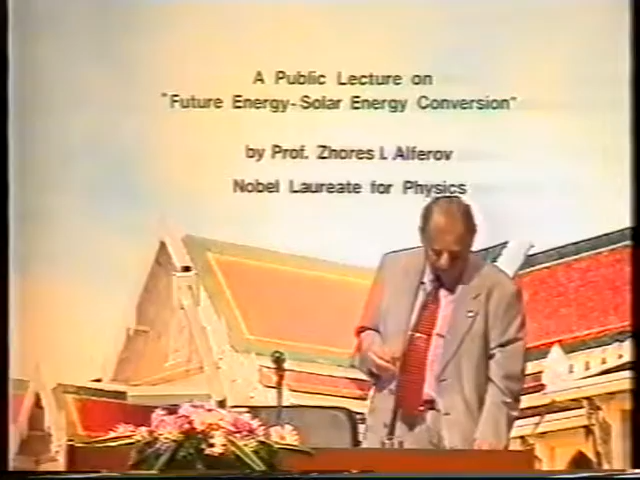 A Public Lecture on
"Future Energy-Solar Energy Conversion"
by Prof. Zhores I. Alferov
Nobel Laureate for Physics